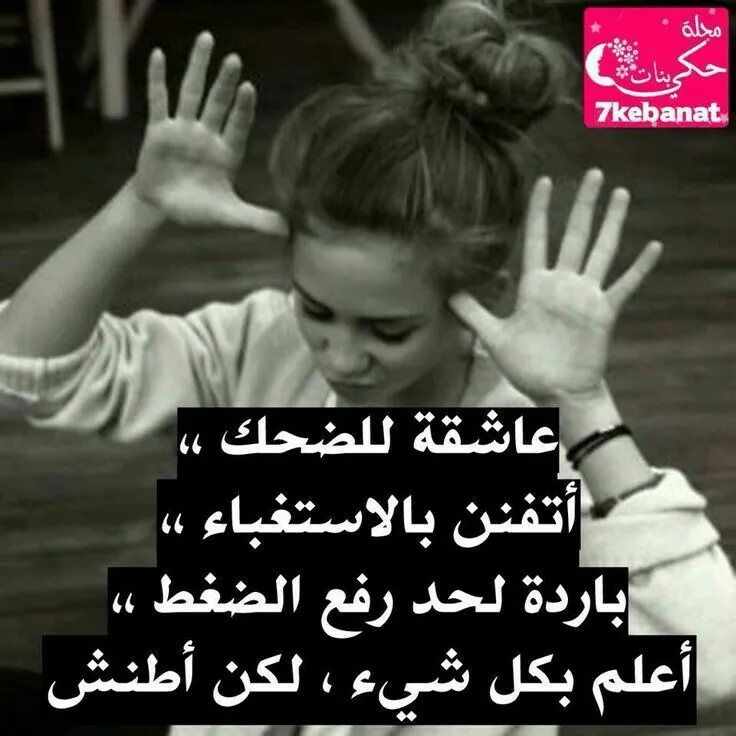 مجلة
حكي بنات
7kebanat
عاشقة للضحك ،،
أتفنن بالاستغباء ،،
باردة لحد رفع الضغط ،،
أعلم بكل شيء ، لكن أطنش